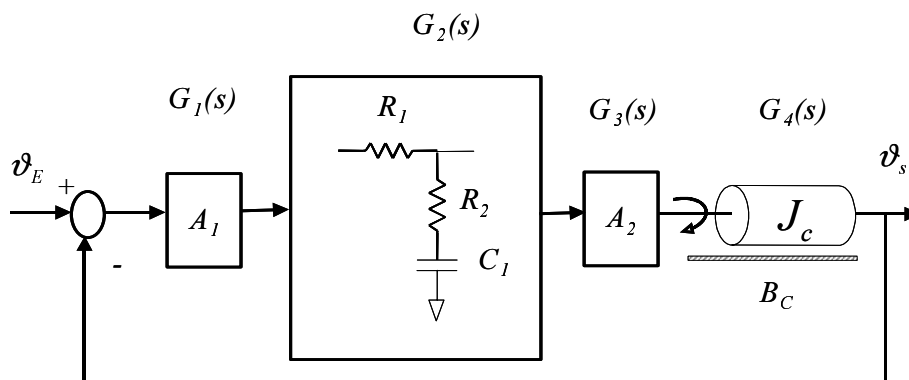 G₂(s)
G₁(s)
R₁
G₃(s)
G₄(s)
ϑE
+
ϑs
A₁
R₂
A₂
Jc
-
C₁
BC